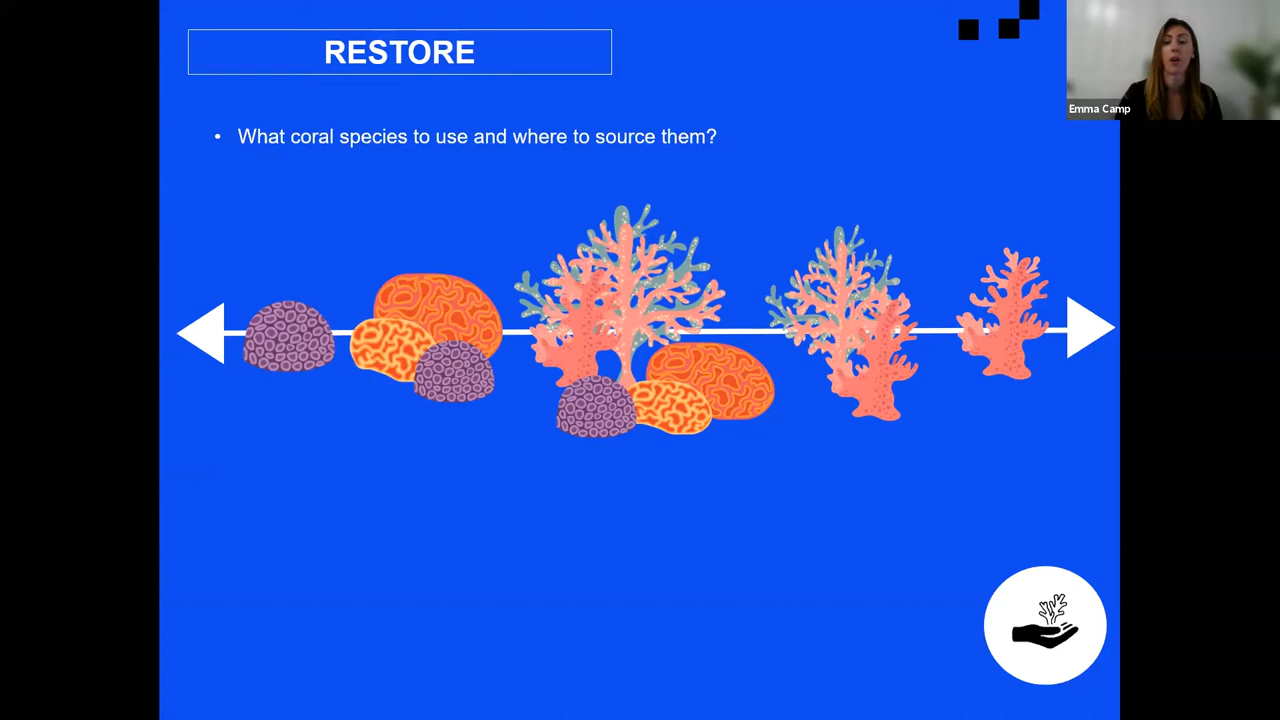 RESTORE
• What coral species to use and where to source them?
Emma Camp